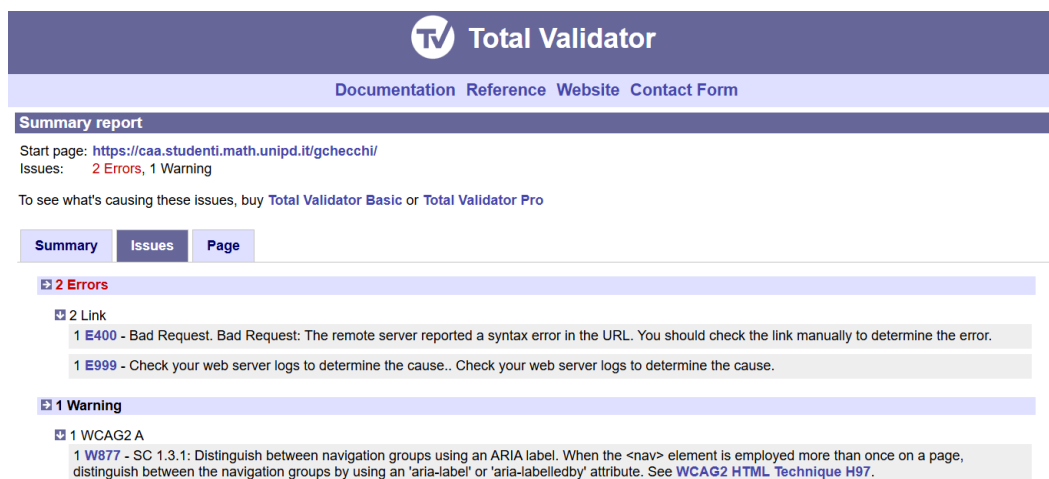 TV Total Validator
Documentation Reference Website Contact Form
Summary report
Start page: https://caa.studenti.math.unipd.it/gchecchi/
Issues: 2 Errors, 1 Warning
To see what's causing these issues, buy Total Validator Basic or Total Validator Pro
Summary Issues Page
2 Errors
2 Link
1 E400 - Bad Request. Bad Request: The remote server reported a syntax error in the URL. You should check the link manually to determine the error.
1 E999 - Check your web server logs to determine the cause.. Check your web server logs to determine the cause.
1 Warning
1 WCAG2 A
1 W877 - SC 1.3.1: Distinguish between navigation groups using an ARIA label. When the <nav> element is employed more than once on a page,
distinguish between the navigation groups by using an 'aria-label' or 'aria-labelledby' attribute. See WCAG2 HTML Technique H97.